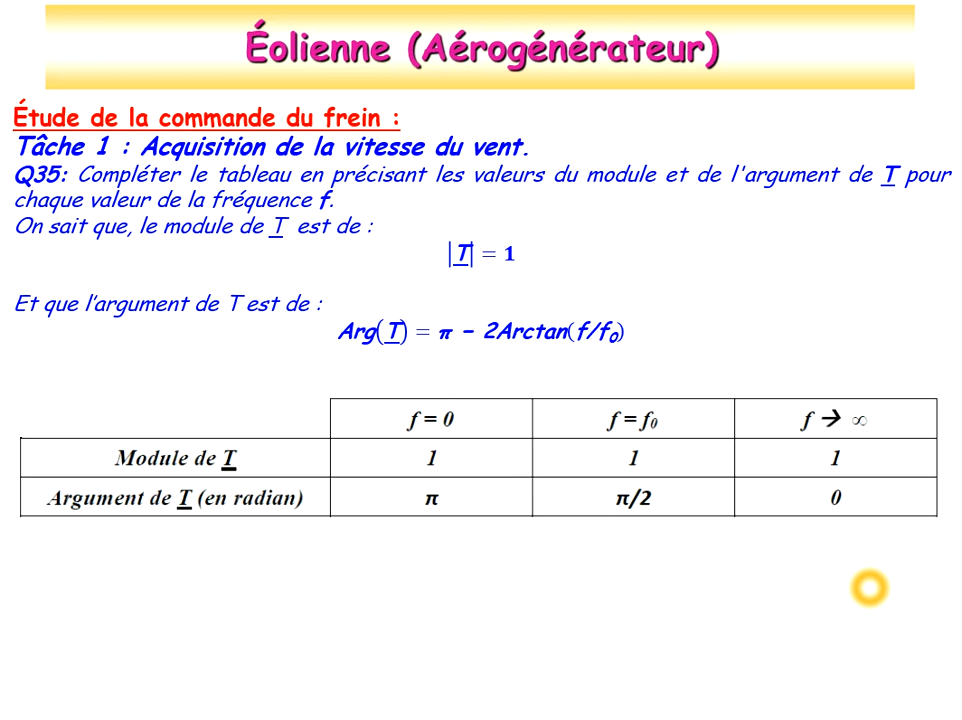 Éolienne (Aérogénérateur)
Étude de la commande du frein :
Tâche 1 : Acquisition de la vitesse du vent.
Q35: Compléter le tableau en précisant les valeurs du module et de l'argument de T pour
chaque valeur de la fréquence f.
On sait que, le module de T est de :
|T| = 1
Et que l'argument de T est de :
Arg(T) = π − 2Arctan(f/f₀)
f = 0 f = f₀ f → ∞
Module de T 1 1 1
Argument de T (en radian) π π/2 0